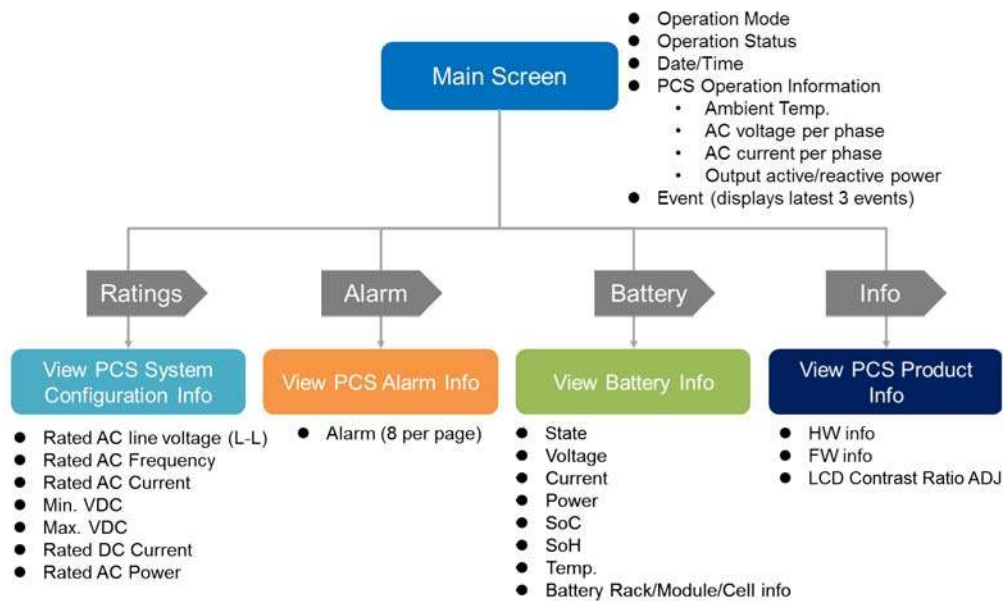 Main Screen
Operation Mode
Operation Status
Date/Time
PCS Operation Information
Ambient Temp.
AC voltage per phase
AC current per phase
Output active/reactive power
Event (displays latest 3 events)
Ratings
Alarm
Battery
Info
View PCS System
Configuration Info
Rated AC line voltage (L-L)
Rated AC Frequency
Rated AC Current
Min. VDC
Max. VDC
Rated DC Current
Rated AC Power
View PCS Alarm Info
Alarm (8 per page)
View Battery Info
State
Voltage
Current
Power
SoC
SoH
Temp.
Battery Rack/Module/Cell info
View PCS Product
Info
HW info
FW info
LCD Contrast Ratio ADJ